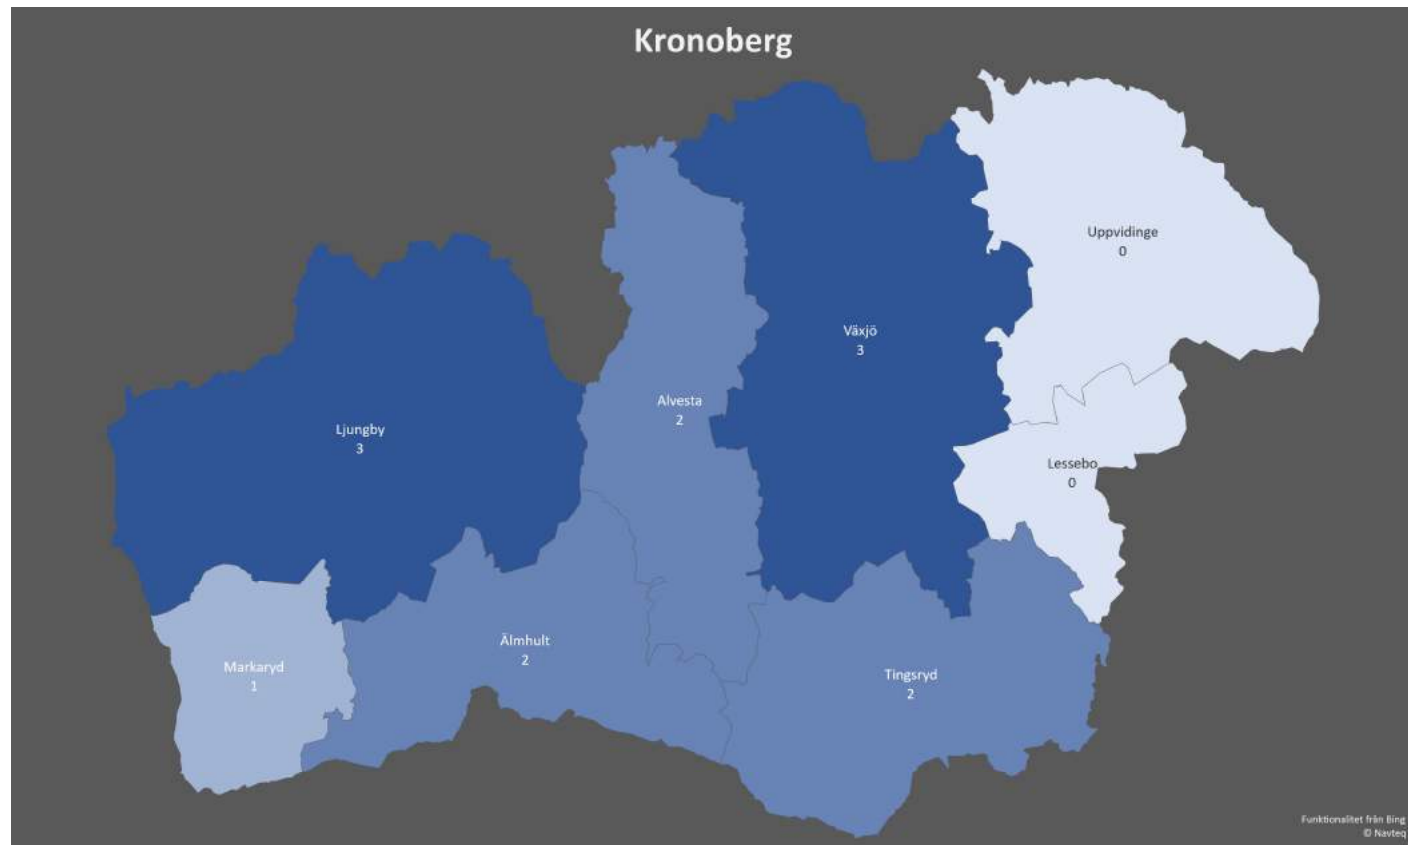 Kronoberg
Uppvidinge
0
Växjö
3
Alvesta
2
Ljungby
3
Lessebo
0
Älmhult
2
Markaryd
1
Tingsryd
2
Funktionalitet från Bing
© Navteq